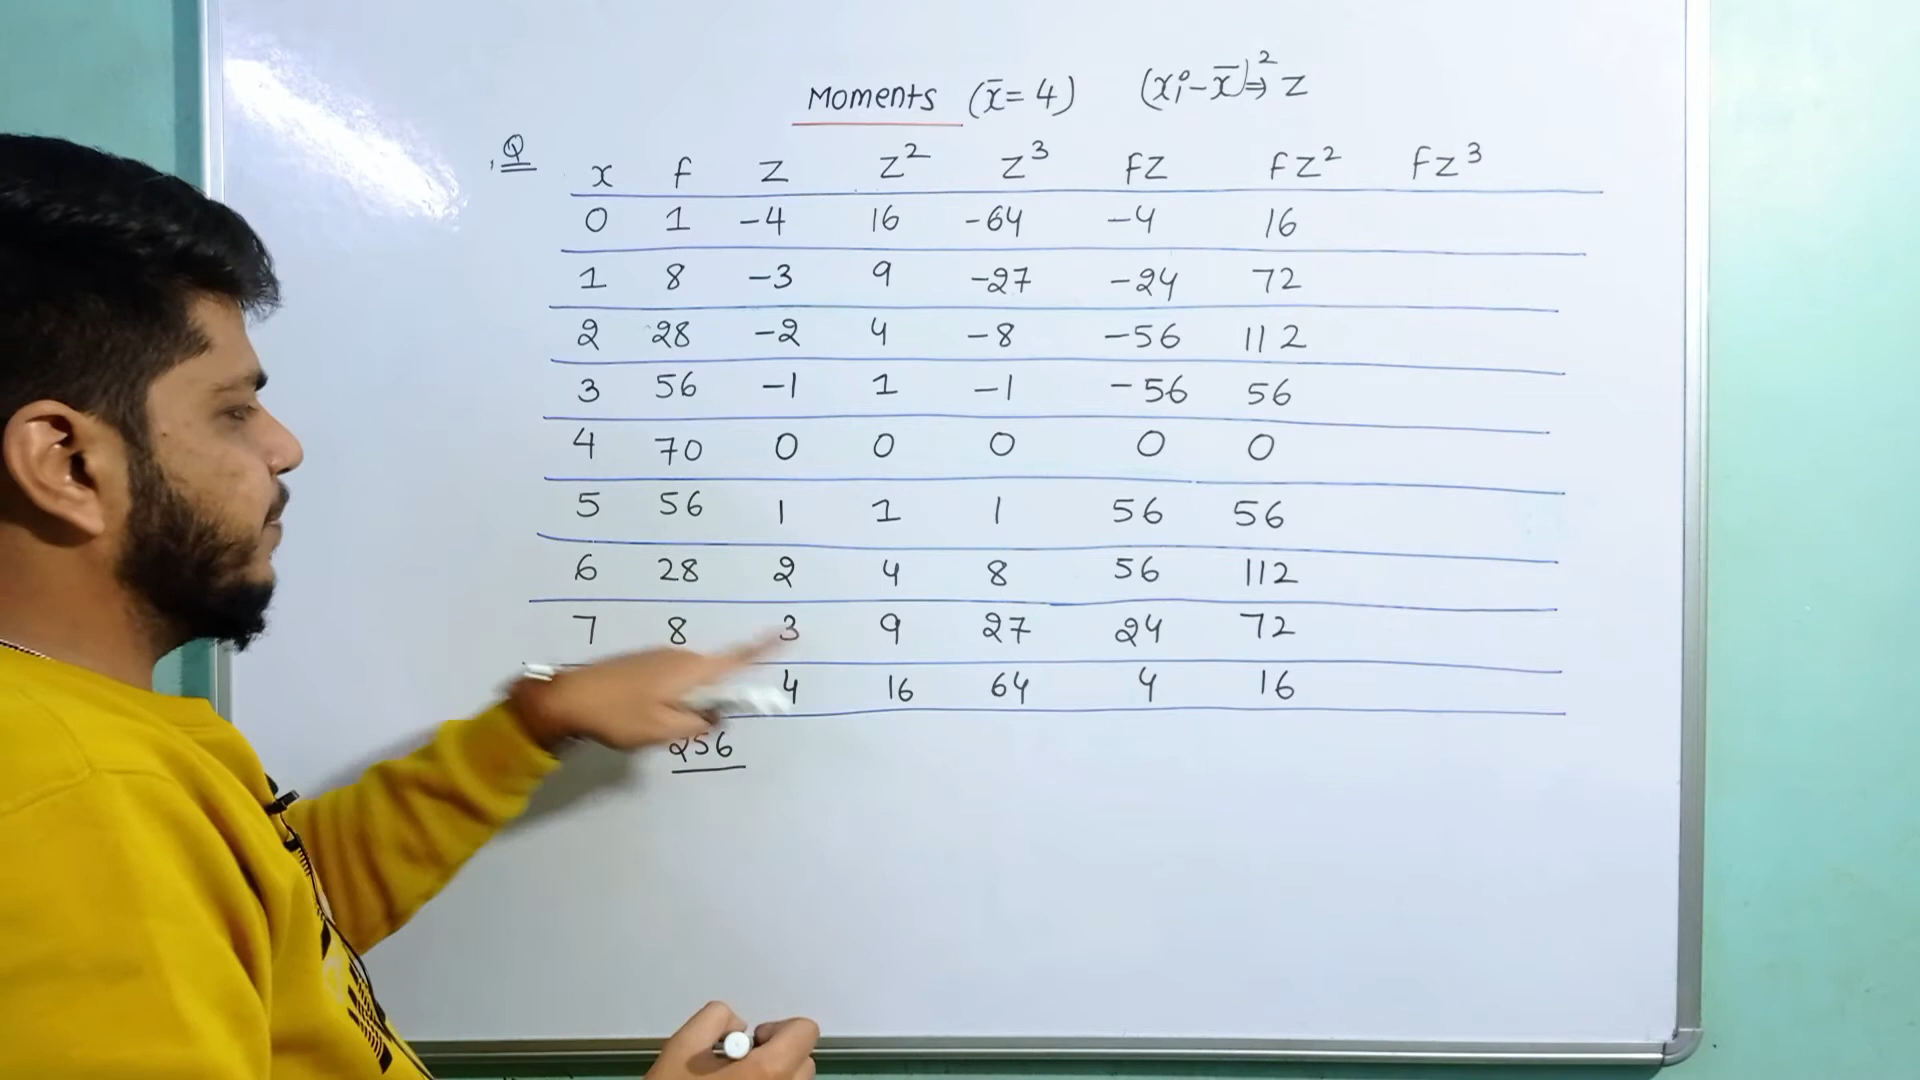 Moments (x̄ = 4) (xi - x̄)² ⇒ Z
Q
x f Z Z² Z³ FZ FZ² FZ³
0 1 -4 16 -64 -4 16
1 8 -3 9 -27 -24 72
2 28 -2 4 -8 -56 112
3 56 -1 1 -1 -56 56
4 70 0 0 0 0 0
5 56 1 1 1 56 56
6 28 2 4 8 56 112
7 8 3 9 27 24 72
4 16 64 4 16
256